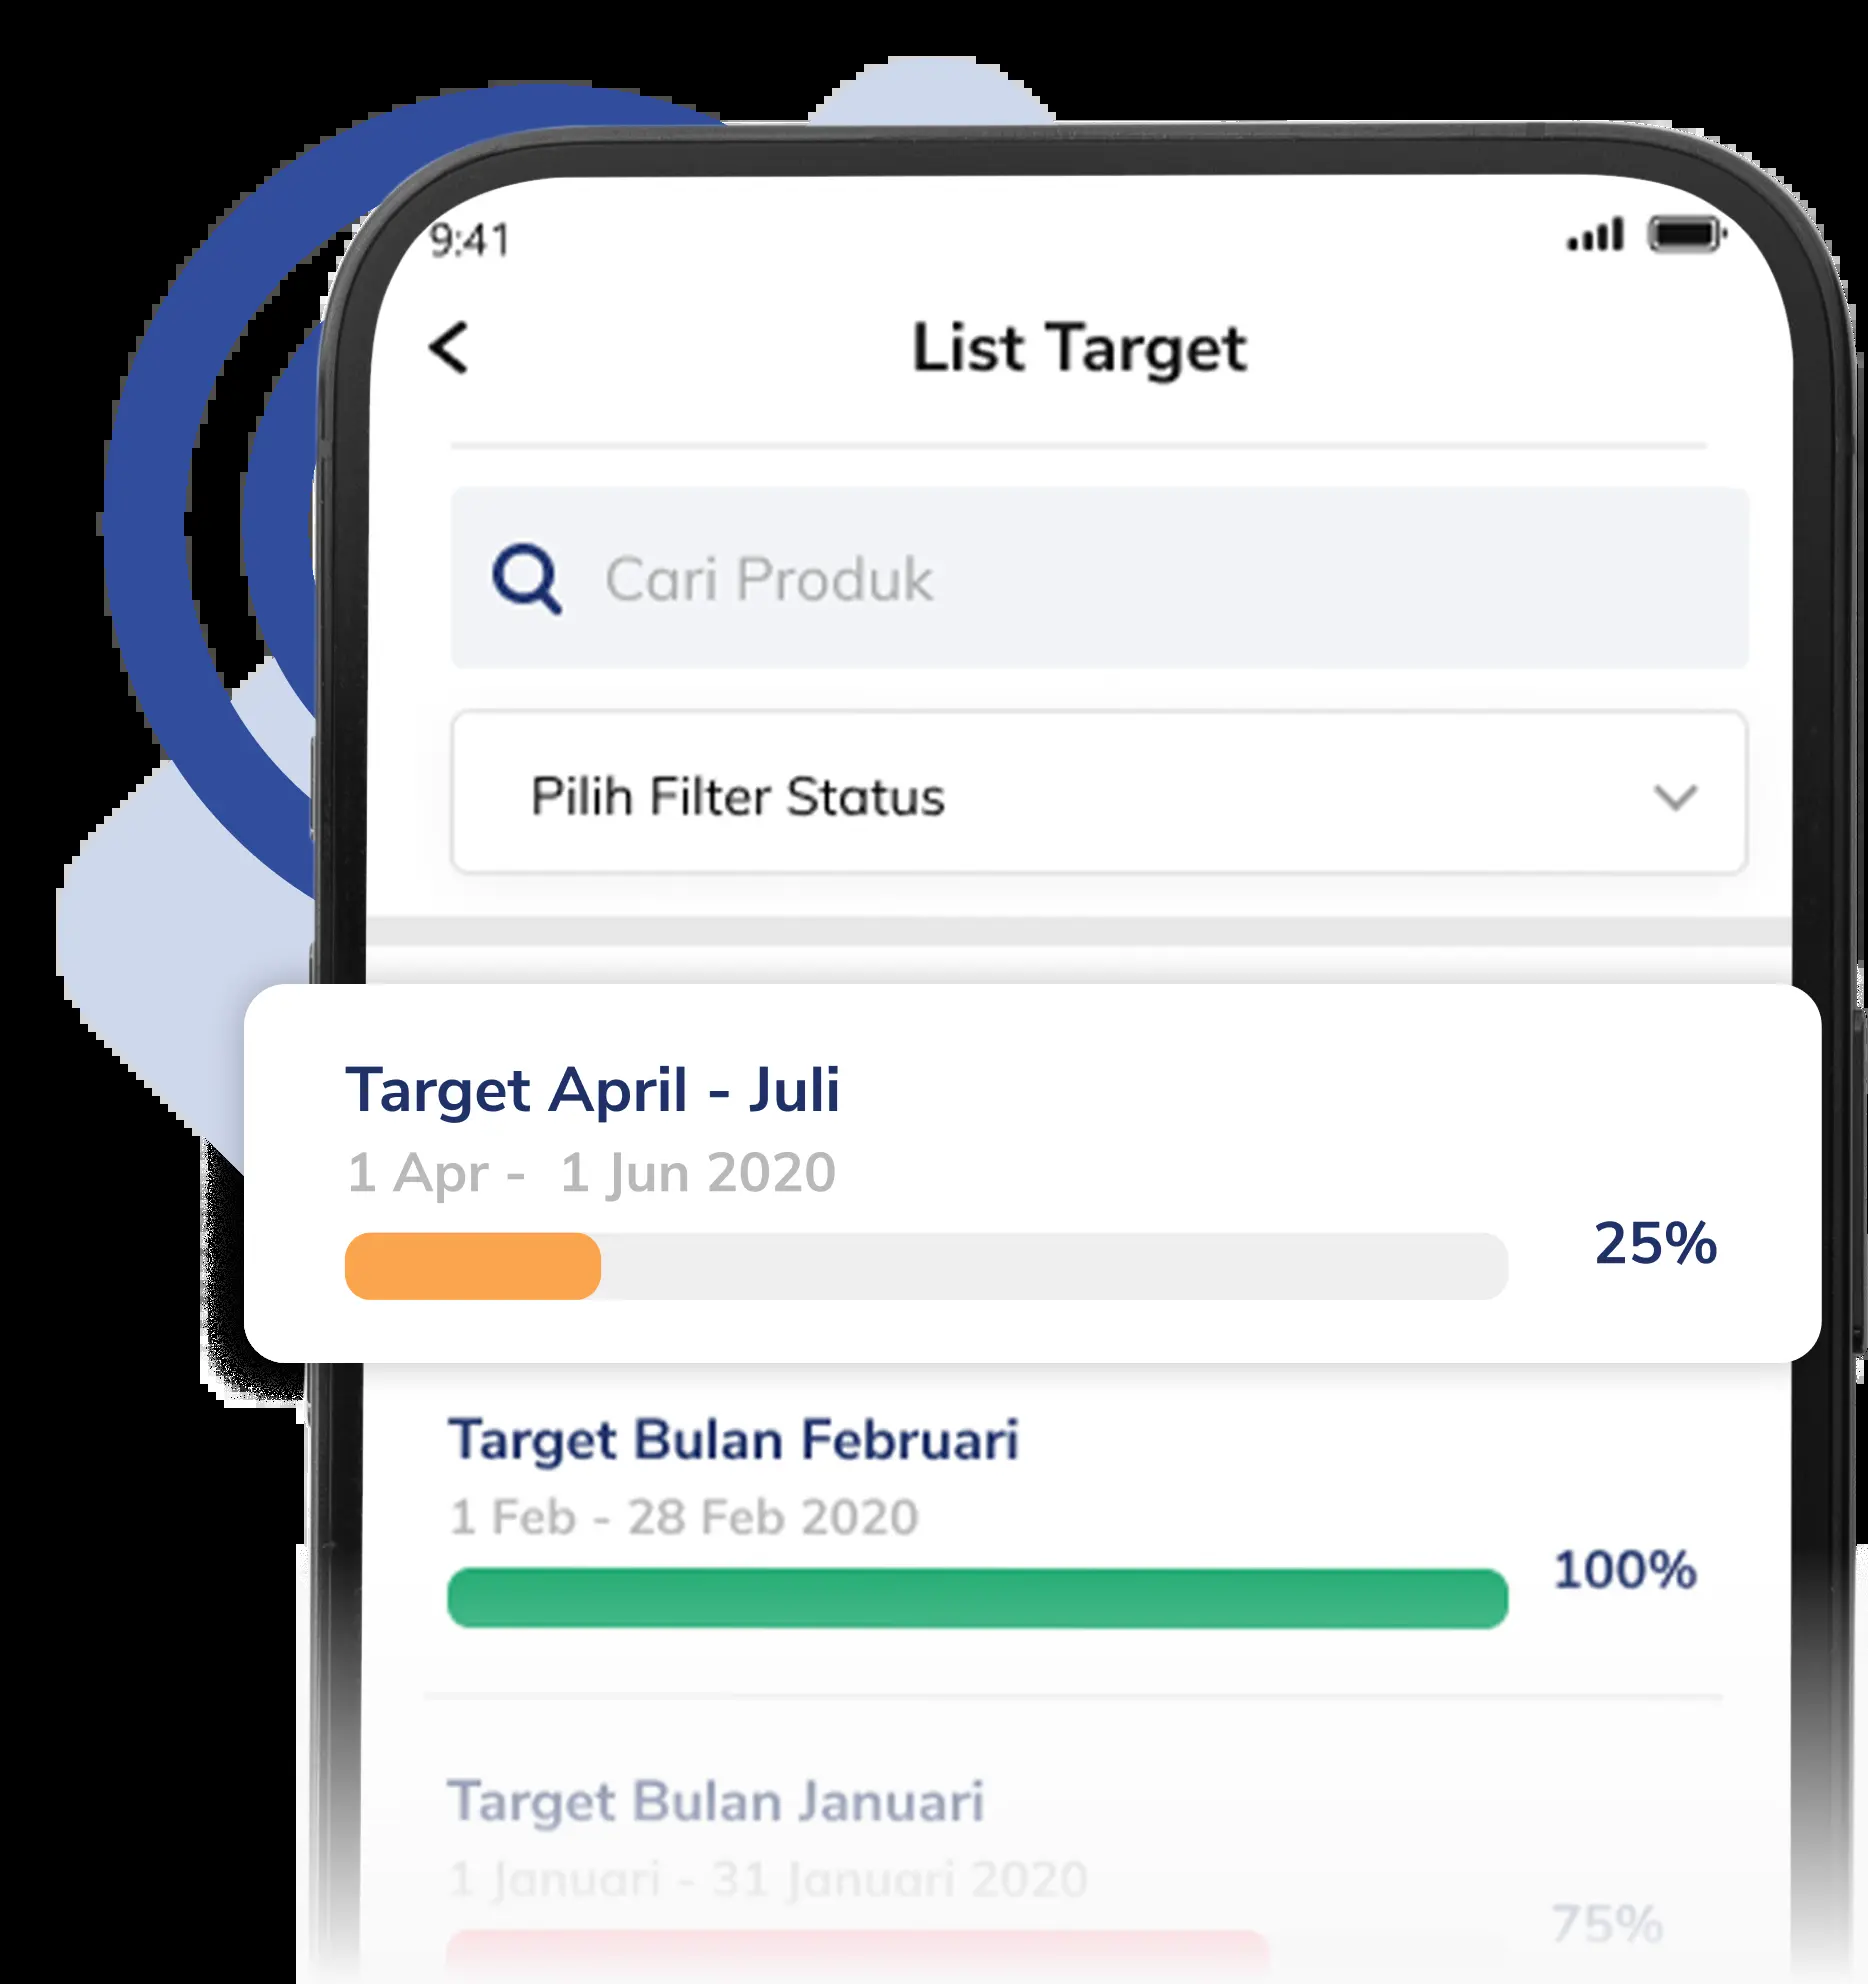 9:41
List Target
Cari Produk
Pilih Filter Status
Target April - Juli
1 Apr - 1 Jun 2020
25%
Target Bulan Februari
1 Feb - 28 Feb 2020
100%
Target Bulan Januari
1 Januari - 31 Januari 2020
75%